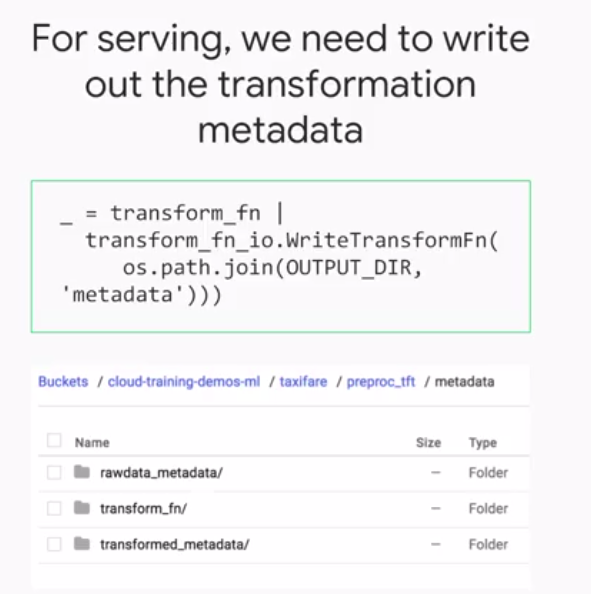 For serving, we need to write
out the transformation
metadata
_ = transform_fn |
transform_fn_io.WriteTransformFn(
os.path.join(OUTPUT_DIR,
'metadata')))
Buckets / cloud-training-demos-ml / taxifare / preproc_tft / metadata
Name Size Type
rawdata_metadata/ — Folder
transform_fn/ — Folder
transformed_metadata/ — Folder